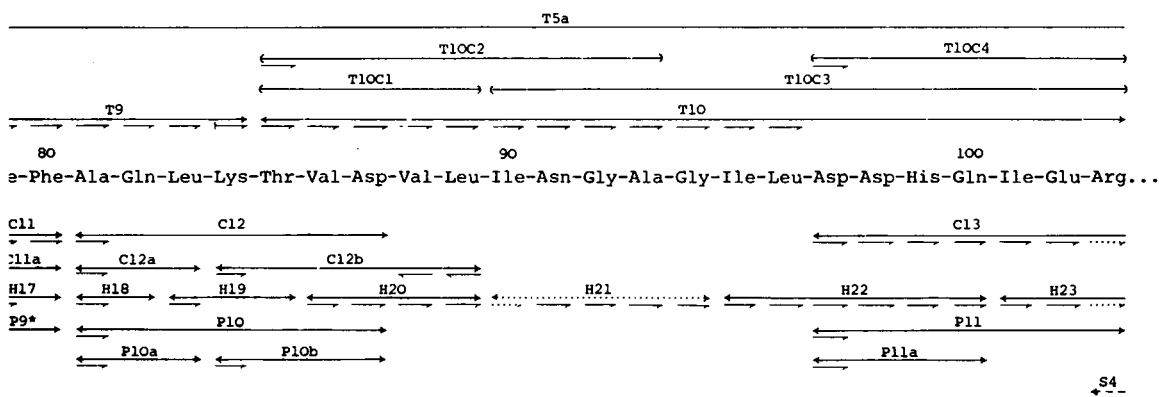 T5a
T10C2 T10C4
T10C1 T10C3
T9 T10
80 90 100
e-Phe-Ala-Gln-Leu-Lys-Thr-Val-Asp-Val-Leu-Ile-Asn-Gly-Ala-Gly-Ile-Leu-Asp-Asp-His-Gln-Ile-Glu-Arg...
C11 C12 C13
C11a C12a C12b
H17 H18 H19 H20 H21 H22 H23
P9* P10 P11
P10a P10b P11a
S4